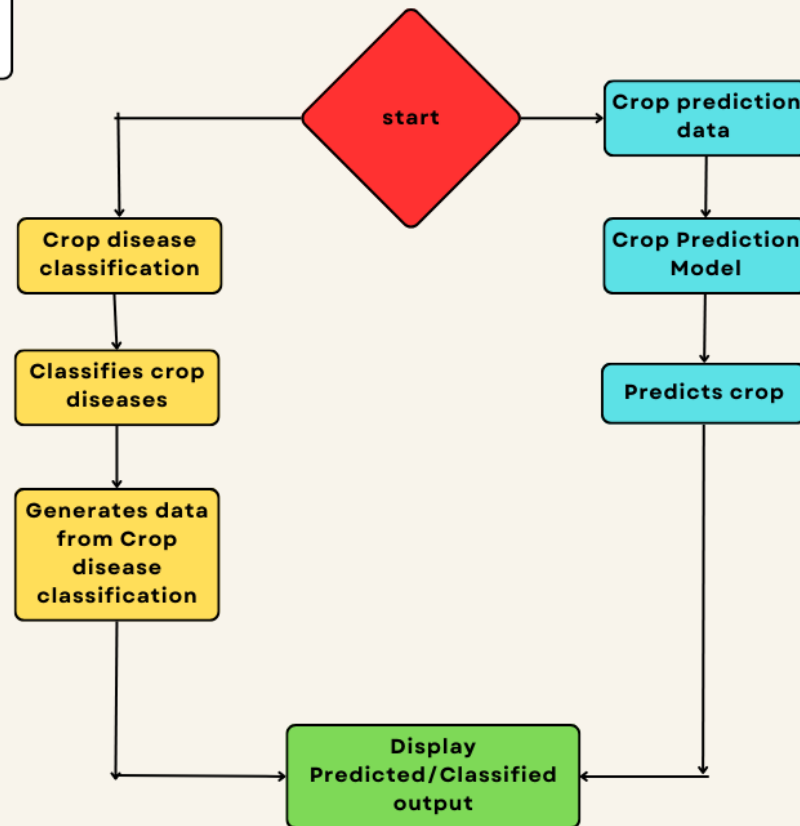 start
Crop prediction
data
Crop disease
classification
Crop Prediction
Model
Classifies crop
diseases
Predicts crop
Generates data
from Crop
disease
classification
Display
Predicted/Classified
output